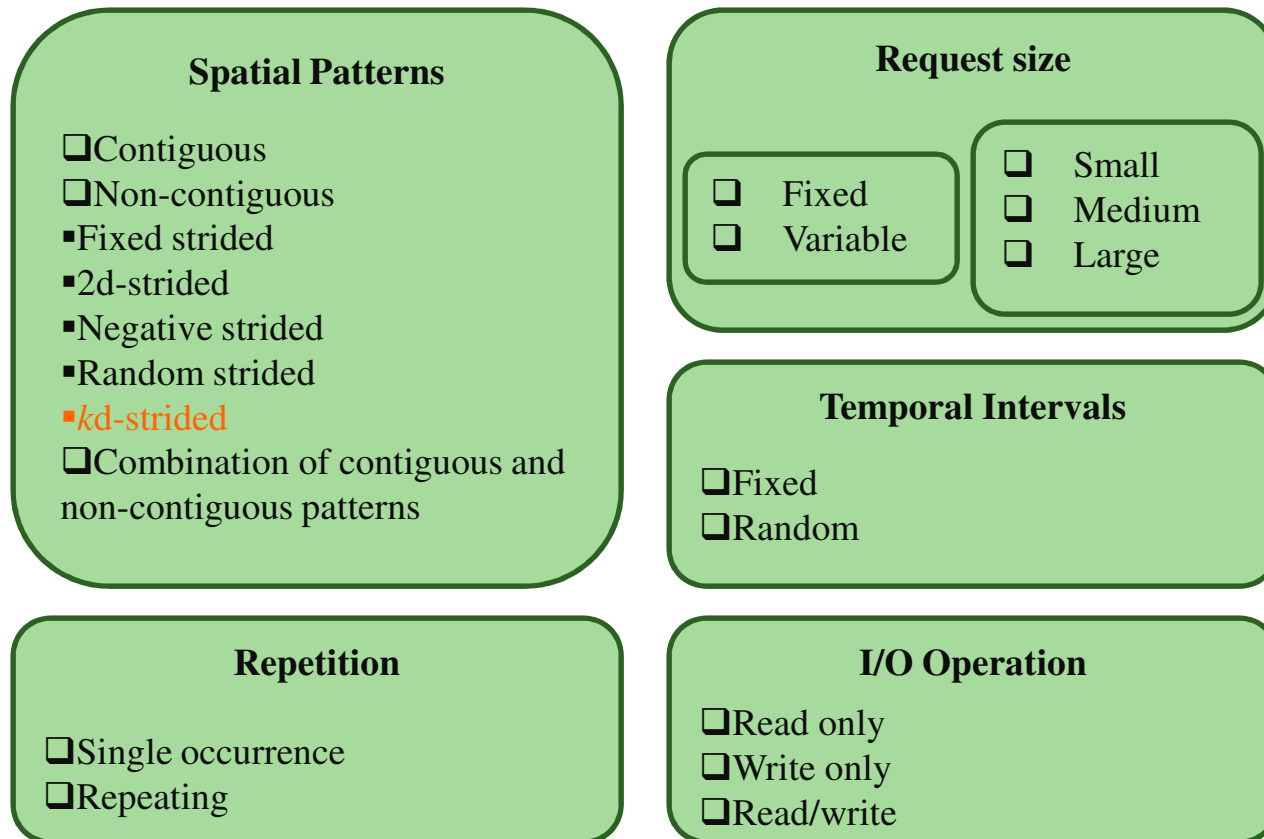 Spatial Patterns
❑Contiguous
❑Non-contiguous
▪Fixed strided
▪2d-strided
▪Negative strided
▪Random strided
▪kd-strided
❑Combination of contiguous and
non-contiguous patterns
Request size
❑ Fixed
❑ Variable
❑ Small
❑ Medium
❑ Large
Temporal Intervals
❑Fixed
❑Random
Repetition
❑Single occurrence
❑Repeating
I/O Operation
❑Read only
❑Write only
❑Read/write